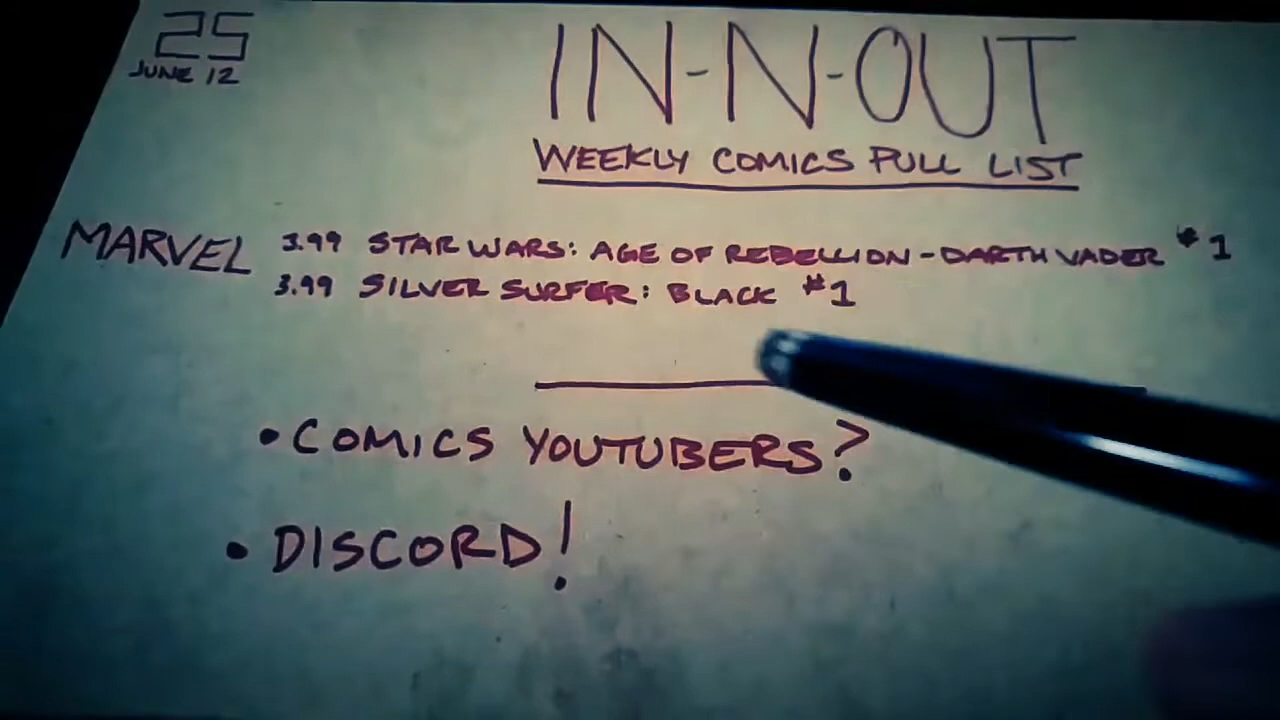 25
JUNE 12
IN-N-OUT
WEEKLY COMICS PULL LIST
MARVEL 3.99 STAR WARS: AGE OF REBELLION - DARTH VADER #1
3.99 SILVER SURFER: BLACK #1
• COMICS YOUTUBERS?
• DISCORD!